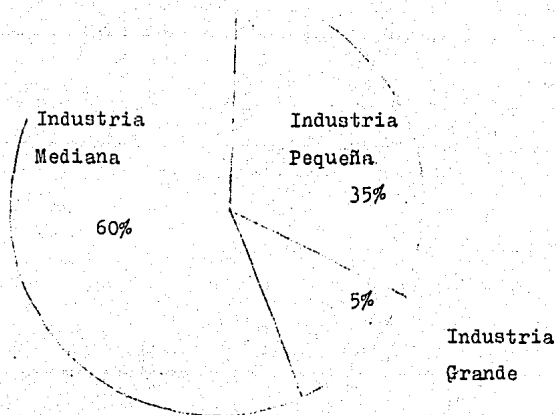 Industria
Mediana
60%
Industria
Pequeña
35%
5%
Industria
Grande